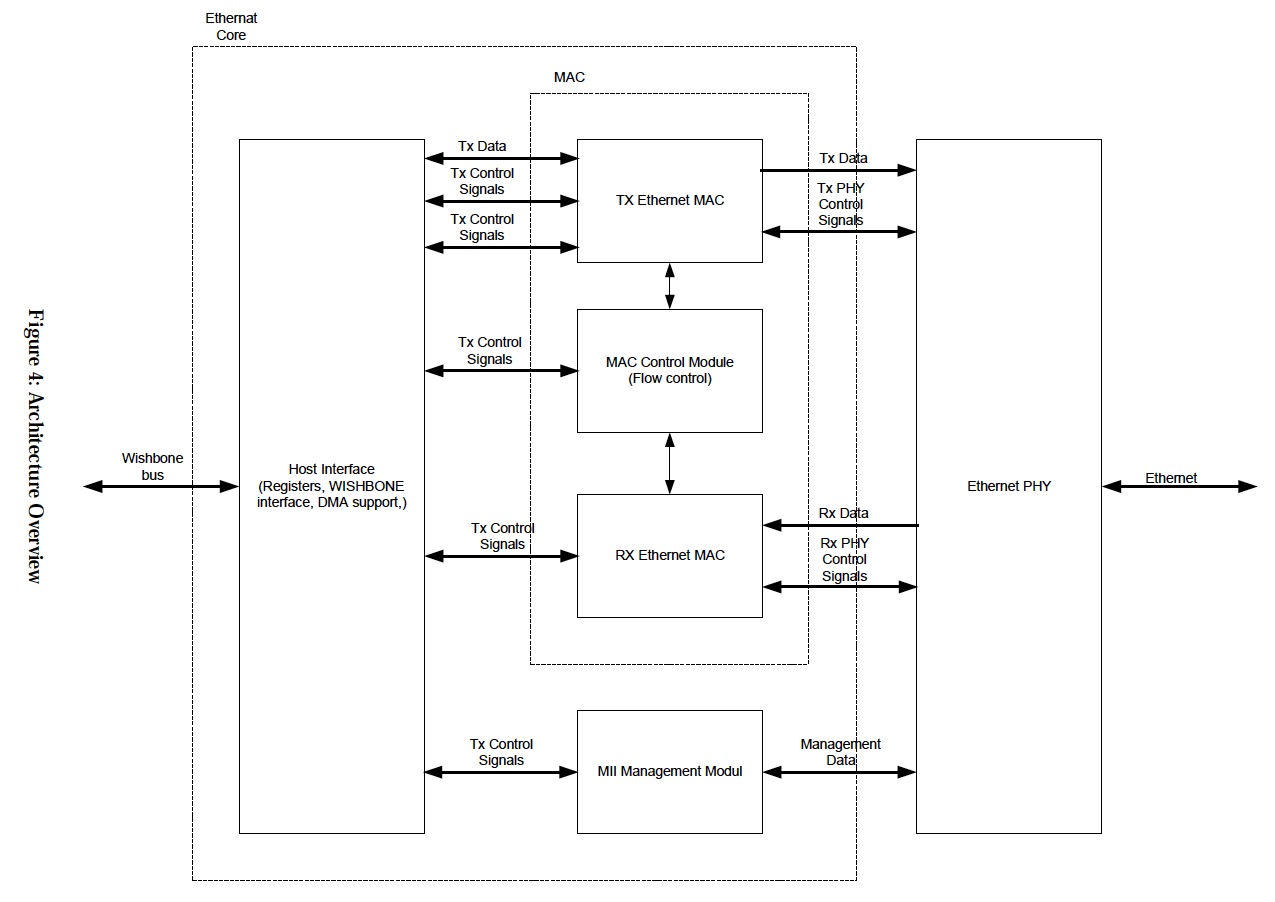 Ethernat
Core
MAC
Tx Data
Tx Control
Signals
Tx Control
Signals
TX Ethernet MAC
Tx Data
Tx PHY
Control
Signals
Tx Control
Signals
MAC Control Module
(Flow control)
Figure 4: Architecture Overview
Wishbone
bus
Host Interface
(Registers, WISHBONE
interface, DMA support,)
Ethernet PHY
Ethernet
Tx Control
Signals
RX Ethernet MAC
Rx Data
Rx PHY
Control
Signals
Tx Control
Signals
MII Management Modul
Management
Data